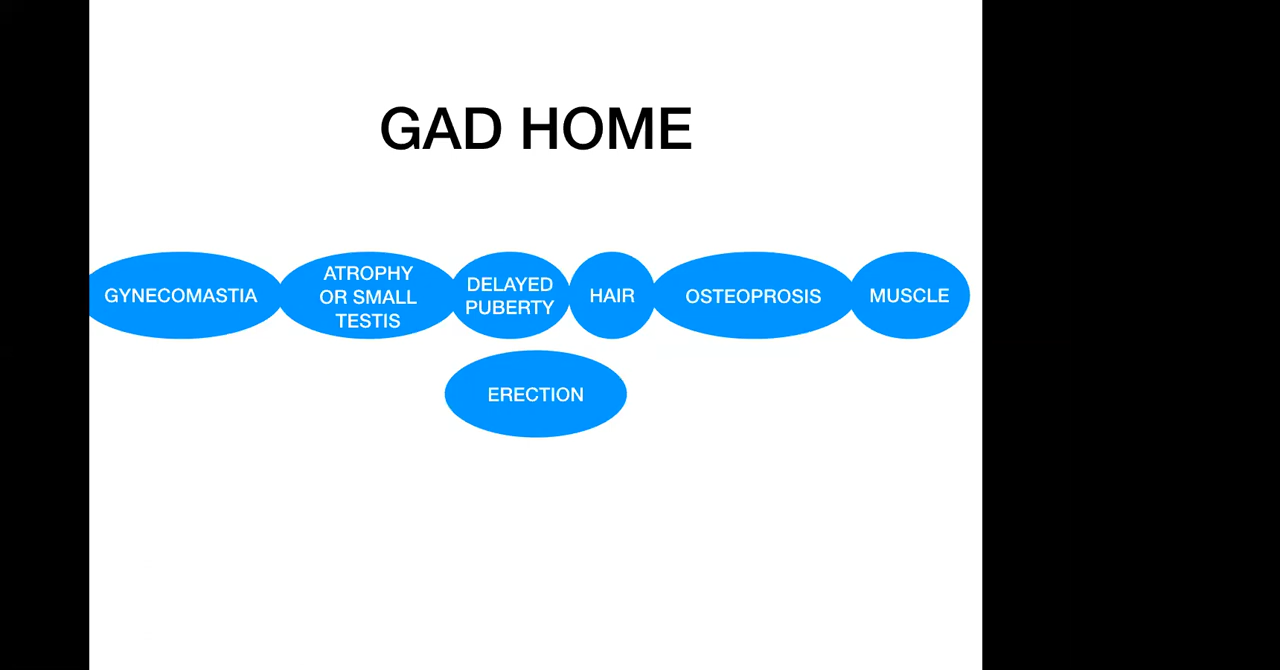 GAD HOME
GYNECOMASTIA
ATROPHY
OR SMALL
TESTIS
DELAYED
PUBERTY
HAIR
OSTEOPROSIS
MUSCLE
ERECTION